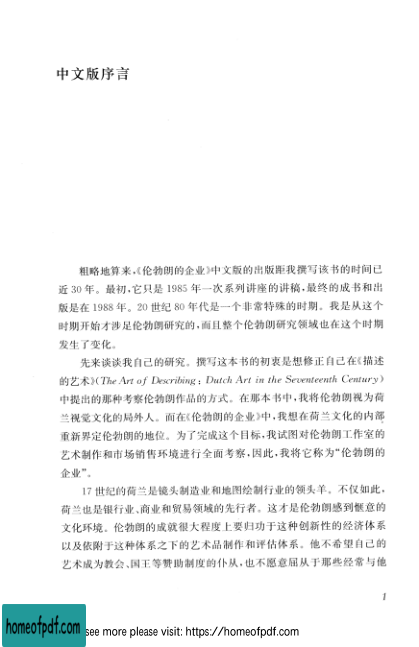 中文版序言
粗略地算来,《伦勃朗的企业》中文版的出版距我撰写该书的时间已
近 30 年。最初,它只是 1985 年一次系列讲座的讲稿,最终的成书和出
版是在 1988 年。20 世纪 80 年代是一个非常特殊的时期。我是从这个
时期开始才涉足伦勃朗研究的,而且整个伦勃朗研究领域也在这个时期
发生了变化。
先来谈谈我自己的研究。撰写这本书的初衷是想修正自己在《描述
的艺术》(The Art of Describing: Dutch Art in the Seventeenth Century)
中提出的那种考察伦勃朗作品的方式。在那本书中,我将伦勃朗视为荷
兰视觉文化的局外人。而在《伦勃朗的企业》中,我想在荷兰文化的内部
重新界定伦勃朗的地位。为了完成这个目标,我试图对伦勃朗工作室的
艺术制作和市场销售环境进行全面考察,因此,我将它称为“伦勃朗的
企业”。
17 世纪的荷兰是镜头制造业和地图绘制行业的领头羊。不仅如此,
荷兰也是银行业、商业和贸易领域的先行者。这才是伦勃朗感到惬意的
文化环境。伦勃朗的成就很大程度上要归功于这种创新性的经济体系
以及依附于这种体系之下的艺术品制作和评估体系。他不希望自己的
艺术成为教会、国王等赞助制度的仆从,也不愿意屈从于那些经常与他
1
homeofpdf.com
see more please visit: https://homeofpdf.com